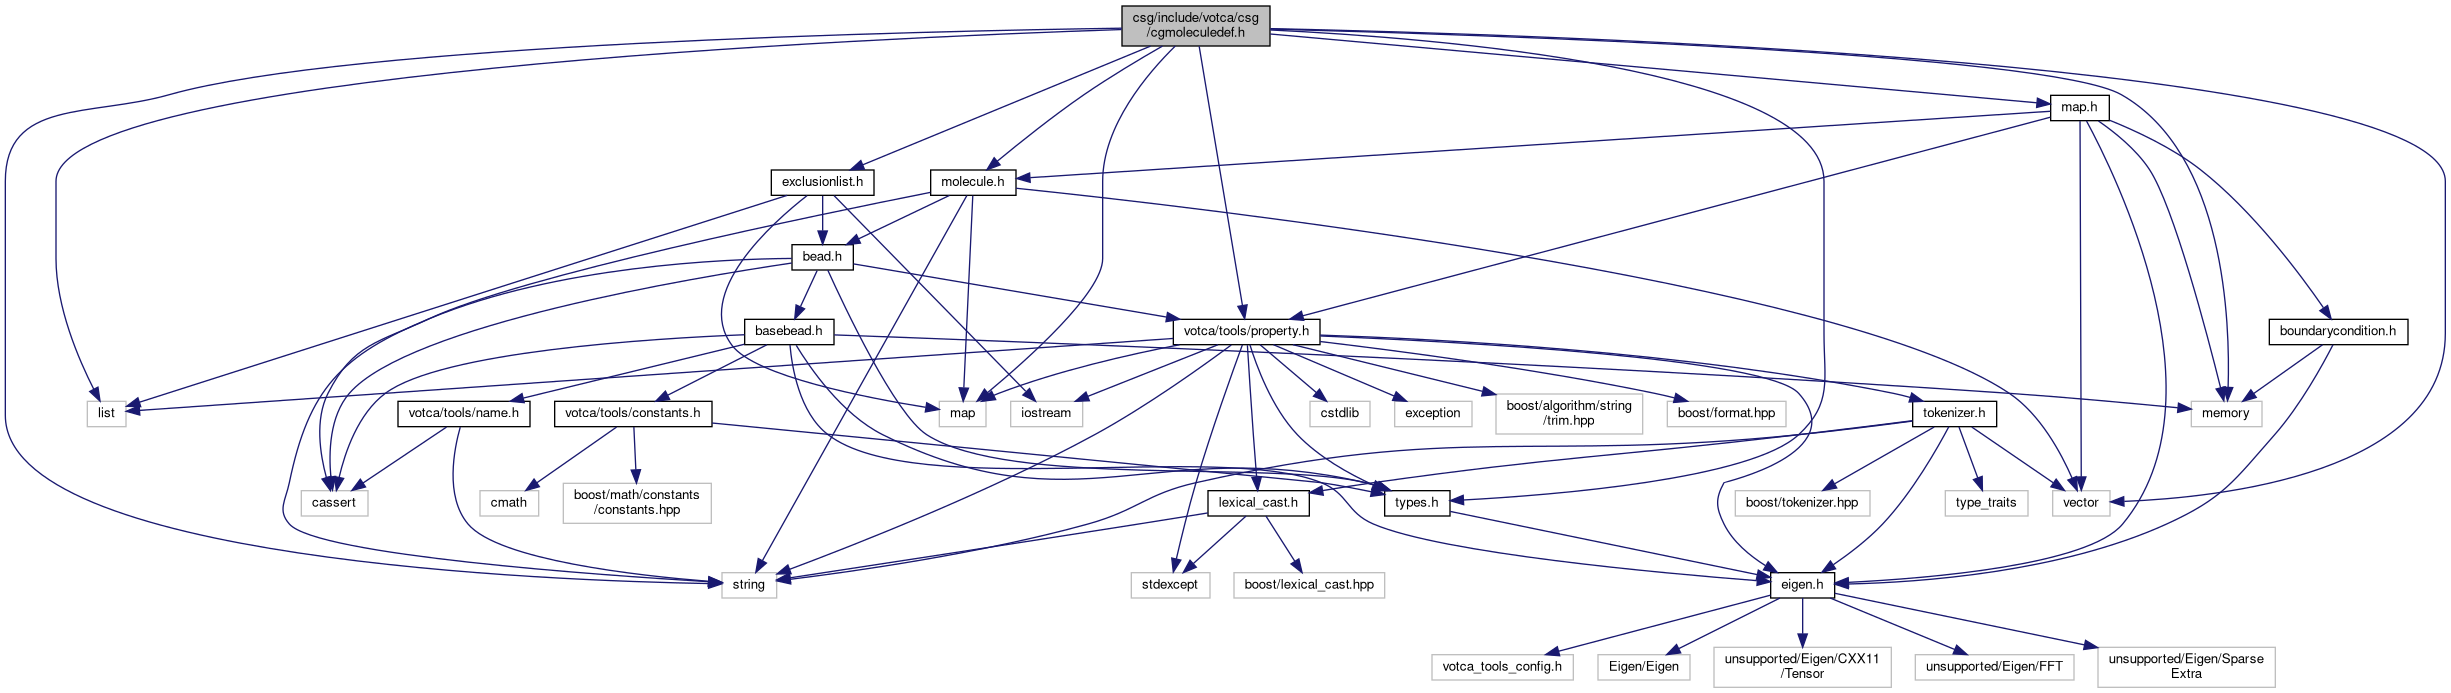 csg/include/votca/csg
/cgmoleculedef.h
map.h
exclusionlist.h
molecule.h
bead.h
basebead.h
votca/tools/property.h
boundarycondition.h
list
votca/tools/name.h
votca/tools/constants.h
map
iostream
cstdlib
exception
boost/algorithm/string
/trim.hpp
boost/format.hpp
tokenizer.h
memory
cassert
cmath
boost/math/constants
/constants.hpp
lexical_cast.h
types.h
boost/tokenizer.hpp
type_traits
vector
string
stdexcept
boost/lexical_cast.hpp
eigen.h
votca_tools_config.h
Eigen/Eigen
unsupported/Eigen/CXX11
/Tensor
unsupported/Eigen/FFT
unsupported/Eigen/Sparse
Extra